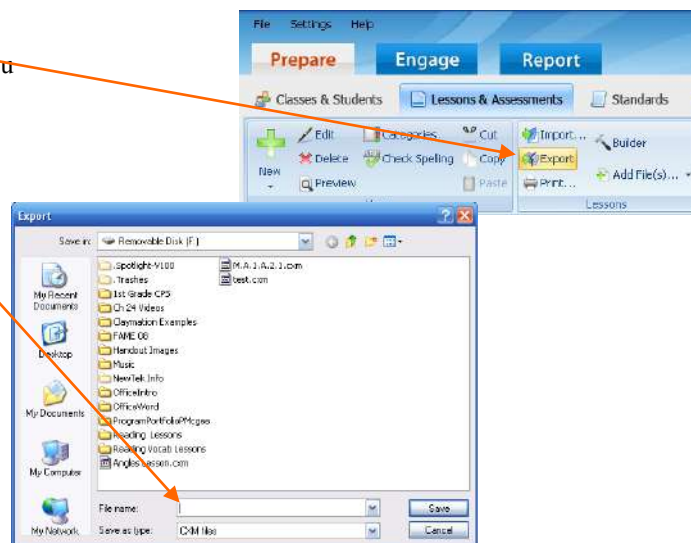 u
File Settings Help
Prepare Engage Report
Classes & Students Lessons & Assessments Standards
New Edit Categories Cut Import... Builder
Delete Check Spelling Copy Export
Preview Paste Print... Add File(s)...
Lessons
Export
Save in: Removable Disk (F:)
My Recent Documents
Desktop
My Documents
My Computer
My Network
.Spotlight-V100
.Trashes
1st Grade CPS
Ch 24 Videos
Claymation Examples
FAME 08
Handout Images
Music
NewTek Info
OfficeIntro
OfficeWord
ProgramPortfolioPMcgee
Reading Lessons
Reading Vocab Lessons
Angles Lesson.cxm
M.A.1.A.2.1.cxm
test.cxm
File name: Save
Save as type: CXM files Cancel